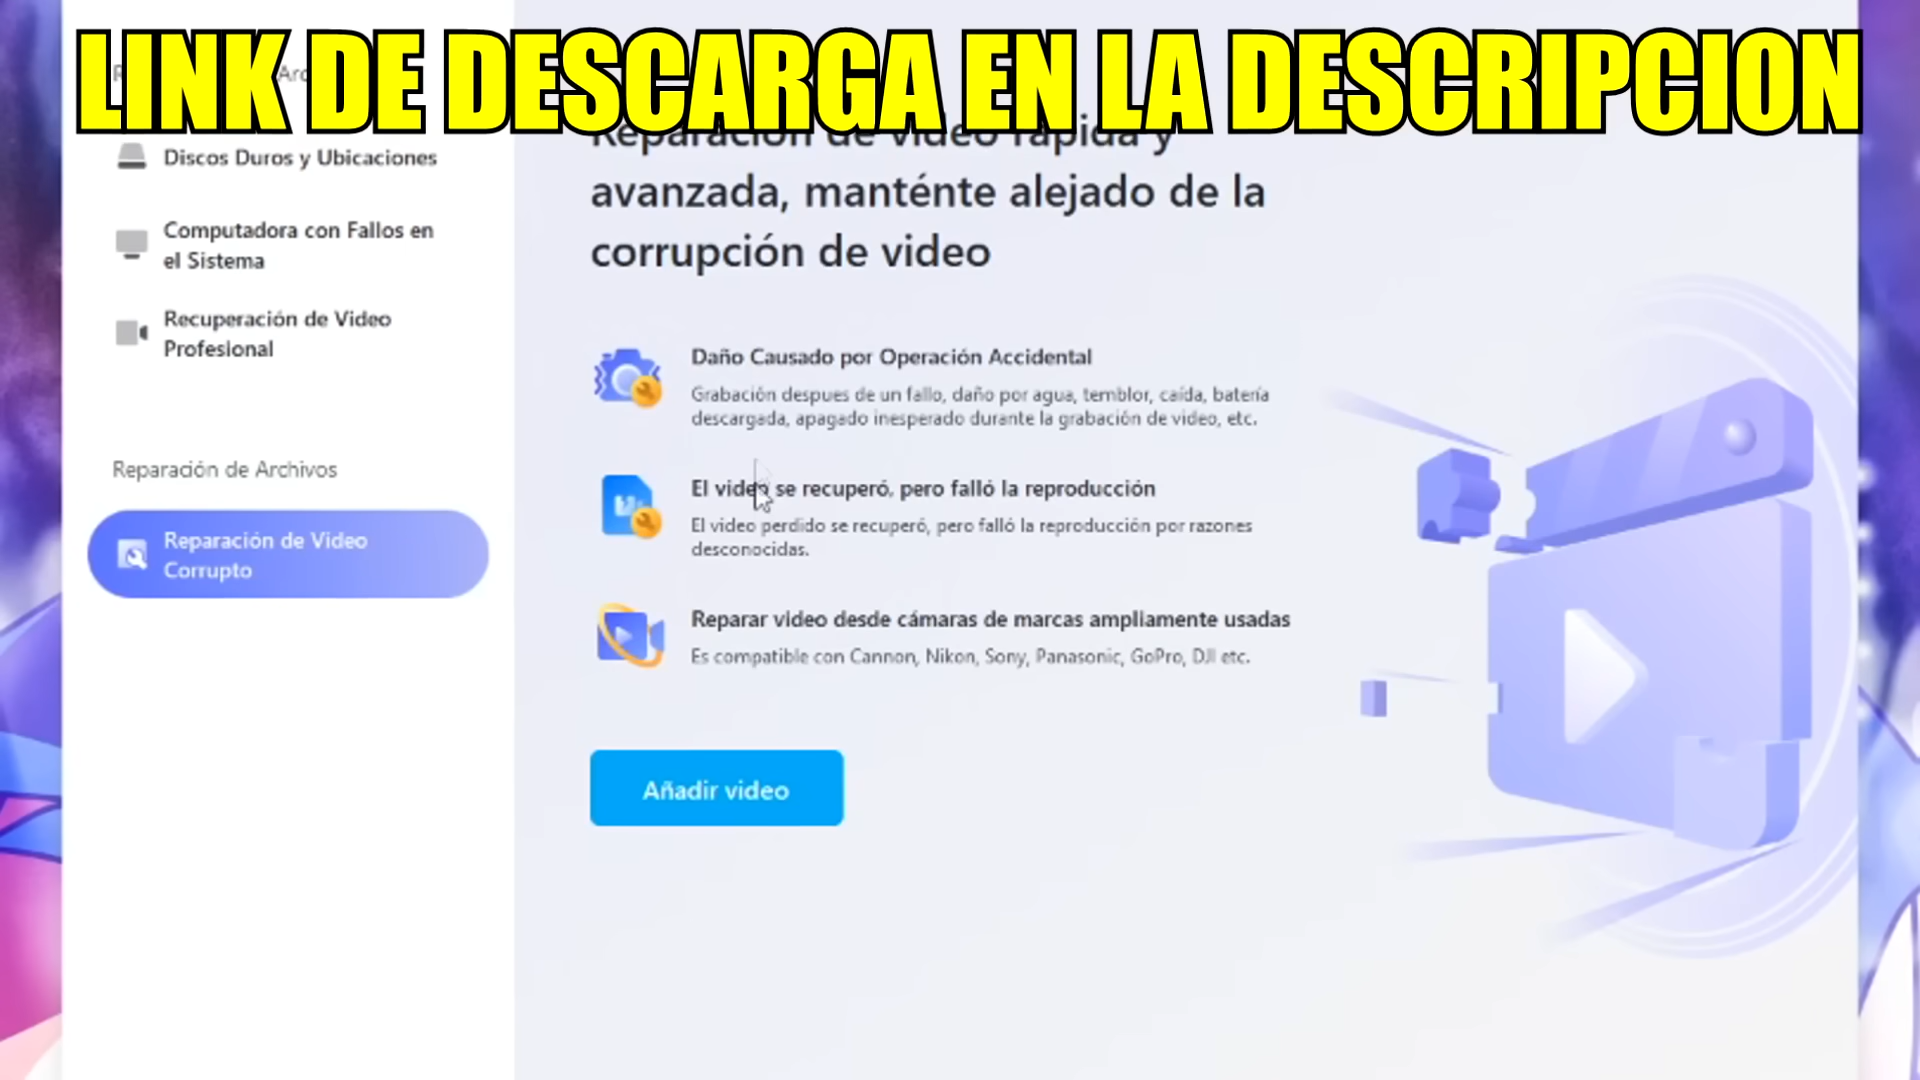 LINK DE DESCARGA EN LA DESCRIPCION
Discos Duros y Ubicaciones
Computadora con Fallos en
el Sistema
Recuperación de Video
Profesional
Reparación de Archivos
Reparación de Video
Corrupto
Reparación de video rápida y
avanzada, manténte alejado de la
corrupción de video
Daño Causado por Operación Accidental
Grabación despues de un fallo, daño por agua, temblor, caída, batería
descargada, apagado inesperado durante la grabación de video, etc.
El video se recuperó, pero falló la reproducción
El video perdido se recuperó, pero falló la reproducción por razones
desconocidas.
Reparar video desde cámaras de marcas ampliamente usadas
Es compatible con Cannon, Nikon, Sony, Panasonic, GoPro, DJI etc.
Añadir video